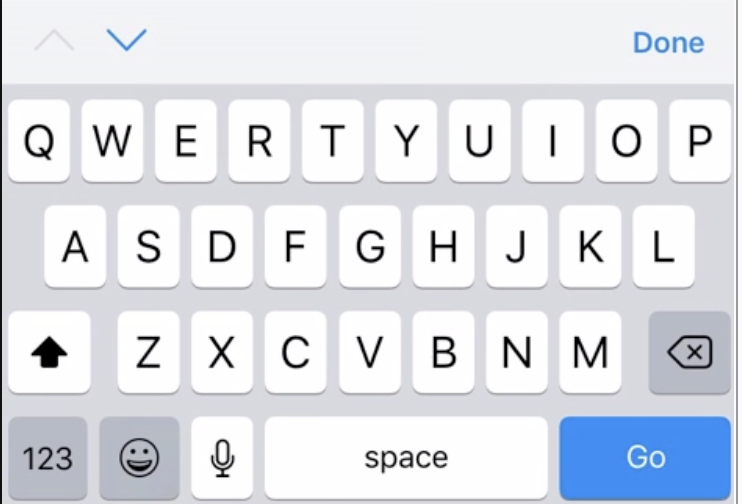 Done
Q W E R T Y U I O P
A S D F G H J K L
Z X C V B N M
123 space Go